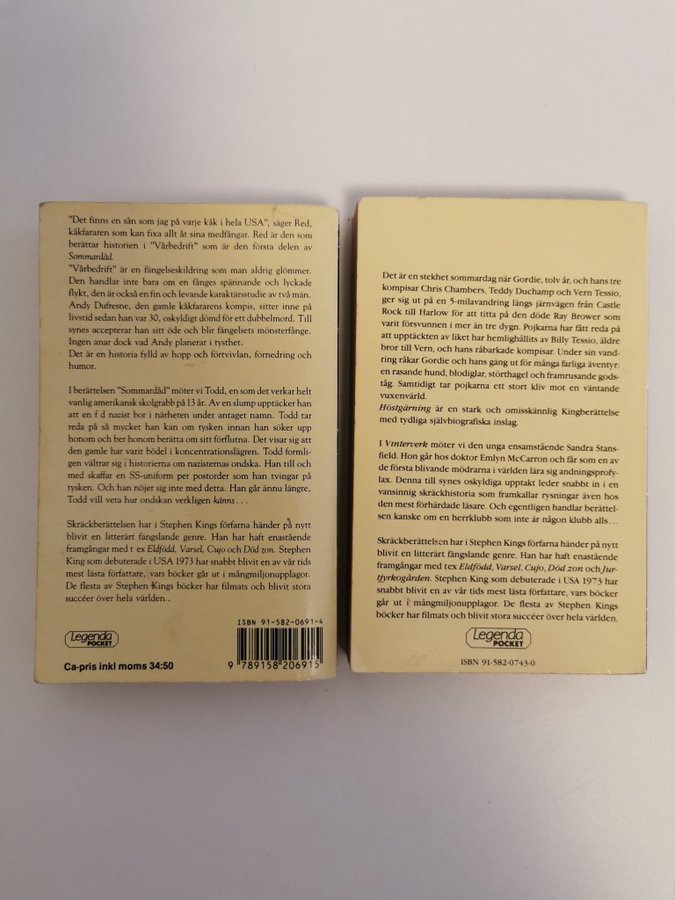 "Det finns en sån som jag på varje kåk i hela USA", säger Red,
kåkfararen som kan fixa allt åt sina medfångar. Red är den som
berättar historien i "Vårbedrift" som är den första delen av
Sommardåd.
"Vårbedrift" är en fängelseskildring som man aldrig glömmer.
Den handlar inte bara om en fånges spännande och lyckade
flykt, den är också en fin och levande karaktärsstudie av två män.
Andy Dufresne, den gamle kåkfararens kompis, sitter inne på
livstid sedan han var 30, oskyldigt dömd för ett dubbelmord. Till
synes accepterar han sitt öde och blir fängelsets mönsterfånge.
Ingen anar dock vad Andy planerar i tysthet.
Det är en historia fylld av hopp och förtvivlan, förnedring och
humor.
I berättelsen "Sommardåd" möter vi Todd, en som det verkar helt
vanlig amerikansk skolgrabb på 13 år. Av en slump upptäcker han
att en f d nazist bor i närheten under antaget namn. Todd tar
reda på så mycket han kan om tysken innan han söker upp
honom och ber honom berätta om sitt förflutna. Det visar sig att
den gamle har varit bödel i koncentrationslägren. Todd formli-
gen vältrar sig i historierna om nazisternas ondska. Han till och
med skaffar en SS-uniform per postorder som han tvingar på
tysken. Och han nöjer sig inte med detta. Han går ännu längre,
Todd vill veta hur ondskan verkligen känns...
Skräckberättelsen har i Stephen Kings förfarna händer på nytt
blivit en litterärt fängslande genre. Han har haft enastående
framgångar med t ex Eldfödd, Varsel, Cujo och Död zon. Stephen
King som debuterade i USA 1973 har snabbt blivit en av vår tids
mest lästa författare, vars böcker går ut i mångmiljonupplagor.
De flesta av Stephen Kings böcker har filmats och blivit stora
succéer över hela världen..
ISBN 91-582-0691-4
Legenda
POCKET
Ca-pris inkl moms 34:50
9 789158 206915
Det är en stekhet sommardag när Gordie, tolv år, och hans tre
kompisar Chris Chambers, Teddy Duchamp och Vern Tessio,
ger sig ut på en 5-milavandring längs järnvägen från Castle
Rock till Harlow för att titta på den döde Ray Brower som
varit försvunnen i mer än tre dygn. Pojkarna har fått reda på
att upptäckten av liket har hemlighållits av Billy Tessio, äldre
bror till Vern, och hans råbarkade kompisar. Under sin vand-
ring råkar Gordie och hans gäng ut för många farliga äventyr:
en rasande hund, blodiglar, störthagel och framrusande gods-
tåg. Samtidigt tar pojkarna ett stort kliv mot en väntande
vuxenvärld.
Höstgärning är en stark och omisskännlig Kingberättelse
med tydliga självbiografiska inslag.
I Vinterverk möter vi den unga ensamstående Sandra Stans-
field. Hon går hos doktor Emlyn McCarron och får som en av
de första blivande mödrarna i världen lära sig andningsprofy-
lax. Denna till synes oskyldiga upptakt leder snabbt in i en
vansinnig skräckhistoria som framkallar rysningar även hos
den mest förhärdade läsare. Och egentligen handlar berättel-
sen kanske om en herrklubb som inte är någon klubb alls...
Skräckberättelsen har i Stephen Kings förfarna händer på nytt
blivit en litterärt fängslande genre. Han har haft enastående
framgångar med tex Eldfödd, Varsel, Cujo, Död zon och Jur-
tjyrkogården. Stephen King som debuterade i USA 1973 har
snabbt blivit en av vår tids mest lästa författare, vars böcker
går ut i mångmiljonupplagor. De flesta av Stephen Kings
böcker har filmats och blivit stora succéer över hela världen.
Legenda
POCKET
ISBN 91-582-0743-0